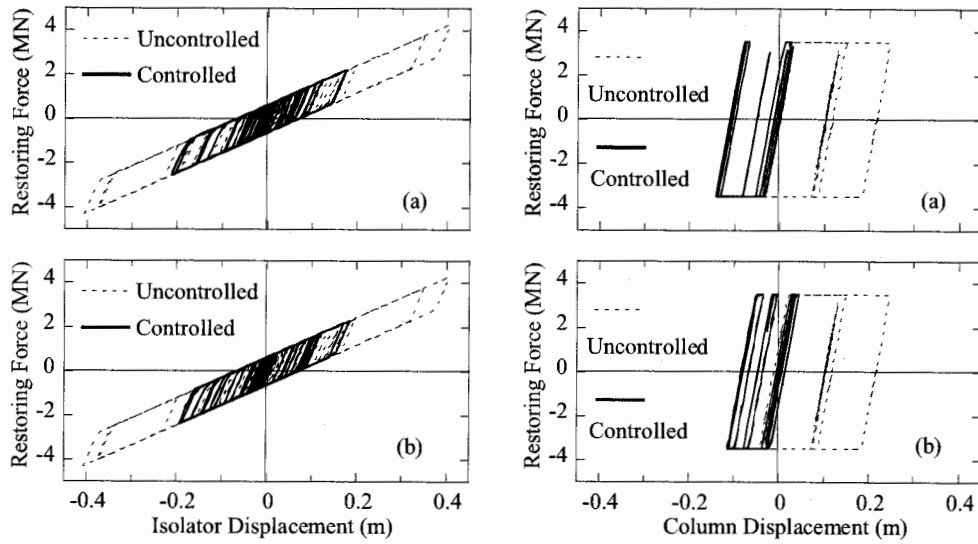 Restoring Force (MN)
4
2
0
-2
-4
Uncontrolled
Controlled
(a)
Restoring Force (MN)
4
2
0
-2
-4
Uncontrolled
Controlled
(a)
Restoring Force (MN)
4
2
0
-2
-4
Uncontrolled
Controlled
(b)
-0.4 -0.2 0 0.2 0.4
Isolator Displacement (m)
Restoring Force (MN)
4
2
0
-2
-4
Uncontrolled
Controlled
(b)
-0.4 -0.2 0 0.2 0.4
Column Displacement (m)